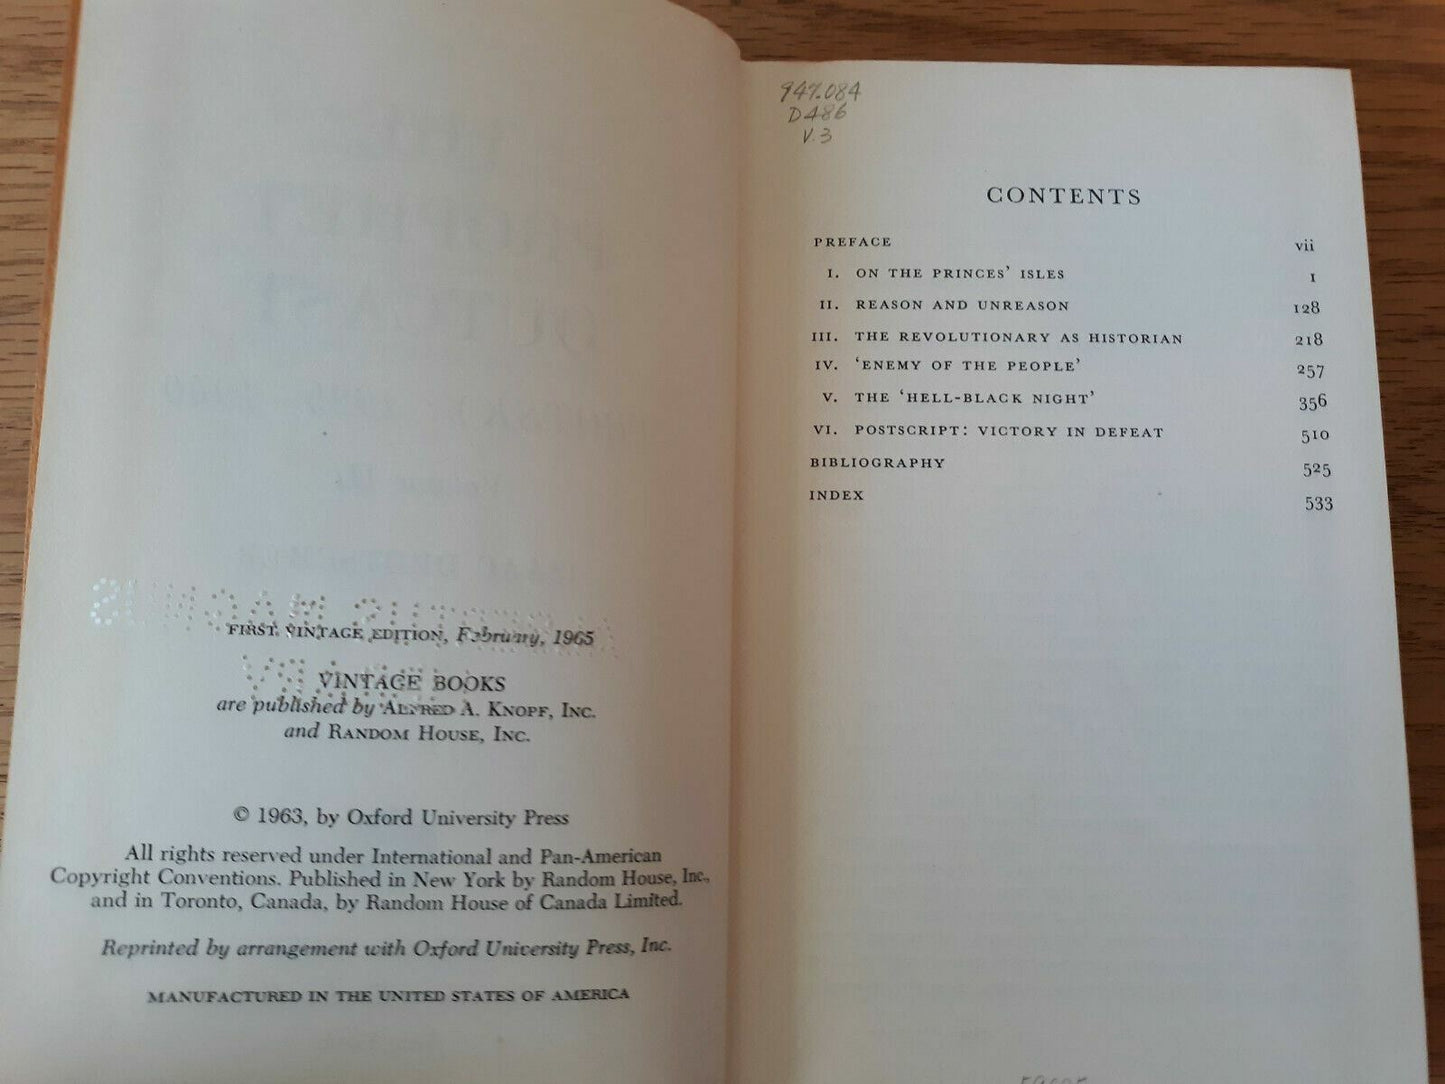 FIRST VINTAGE EDITION, February, 1965
VINTAGE BOOKS
are published by ALFRED A. KNOPF, INC.
and RANDOM HOUSE, INC.
© 1963, by Oxford University Press
All rights reserved under International and Pan-American
Copyright Conventions. Published in New York by Random House, Inc.,
and in Toronto, Canada, by Random House of Canada Limited.
Reprinted by arrangement with Oxford University Press, Inc.
MANUFACTURED IN THE UNITED STATES OF AMERICA
947.084
D486
V.3
CONTENTS
PREFACE vii
I. ON THE PRINCES' ISLES 1
II. REASON AND UNREASON 128
III. THE REVOLUTIONARY AS HISTORIAN 218
IV. 'ENEMY OF THE PEOPLE' 257
V. THE 'HELL-BLACK NIGHT' 356
VI. POSTSCRIPT: VICTORY IN DEFEAT 510
BIBLIOGRAPHY 525
INDEX 533